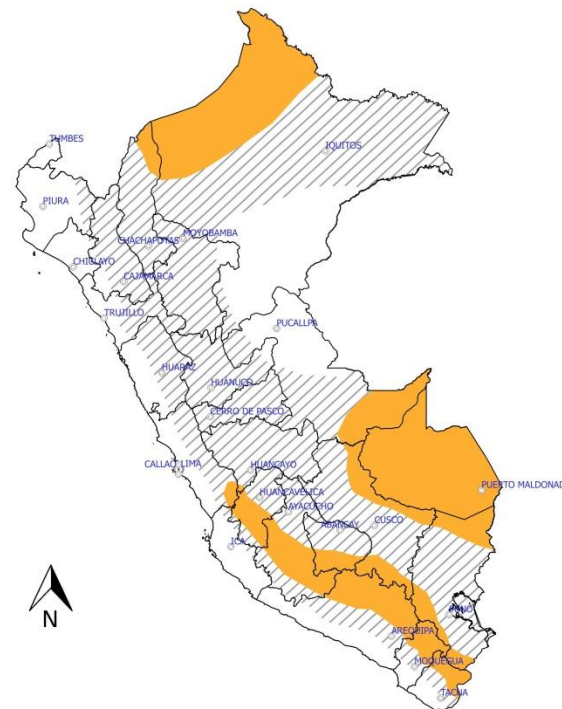 TUMBES
IQUITOS
PIURA
CHACHAPOYAS
MOYOBAMBA
CHICLAYO
CAJAMARCA
TRUJILLO
PUCALLPA
HUARAZ
HUANUCO
CERRO DE PASCO
CALLAO LIMA
HUANCAYO
PUERTO MALDONAD
HUANCAVELICA
AYACUCHO
ABANCAY
CUSCO
ICA
PUNO
N
AREQUIPA
MOQUEGUA
TACNA